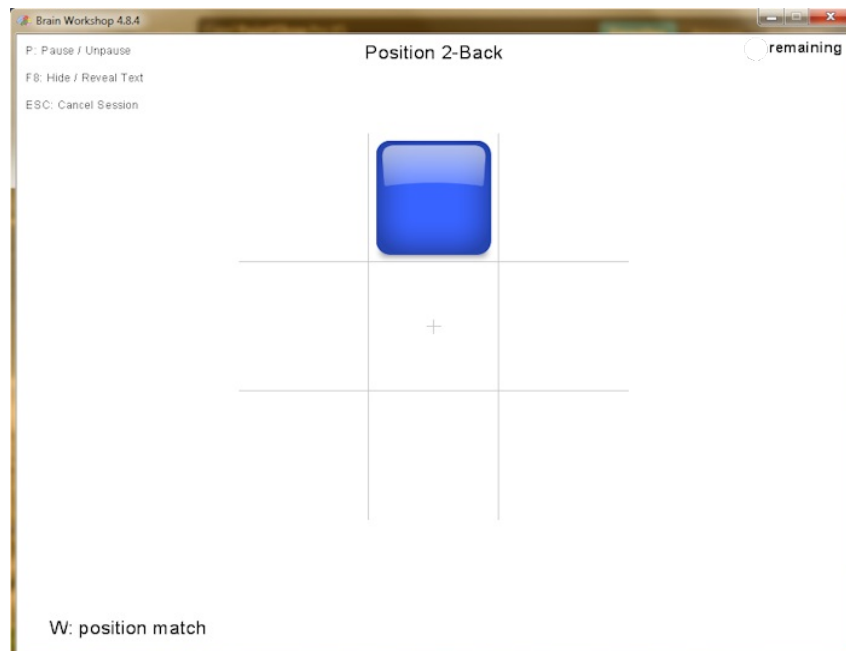 Brain Workshop 4.8.4
P: Pause / Unpause
Position 2-Back
remaining
F8: Hide / Reveal Text
ESC: Cancel Session
W: position match